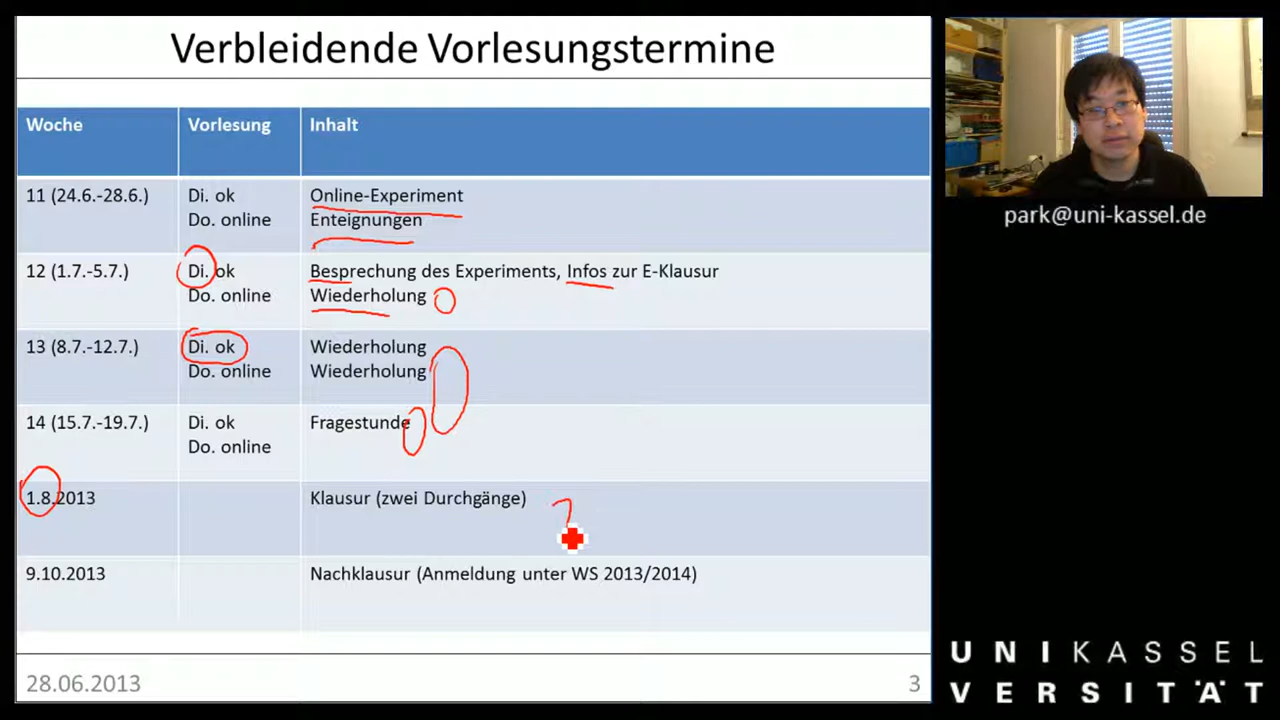 Verbleidende Vorlesungstermine
Woche Vorlesung Inhalt
11 (24.6.-28.6.) Di. ok Online-Experiment
Do. online Enteignungen
12 (1.7.-5.7.) Di. ok Besprechung des Experiments, Infos zur E-Klausur
Do. online Wiederholung
13 (8.7.-12.7.) Di. ok Wiederholung
Do. online Wiederholung
14 (15.7.-19.7.) Di. ok Fragestunde
Do. online
1.8.2013 Klausur (zwei Durchgänge)
9.10.2013 Nachklausur (Anmeldung unter WS 2013/2014)
28.06.2013 3
park@uni-kassel.de
UNIKASSEL
VERSITÄT